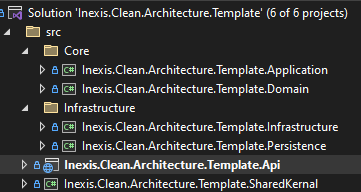 Solution 'Inexis.Clean.Architecture.Template' (6 of 6 projects)
src
Core
C# Inexis.Clean.Architecture.Template.Application
C# Inexis.Clean.Architecture.Template.Domain
Infrastructure
C# Inexis.Clean.Architecture.Template.Infrastructure
C# Inexis.Clean.Architecture.Template.Persistence
Inexis.Clean.Architecture.Template.Api
C# Inexis.Clean.Architecture.Template.SharedKernal